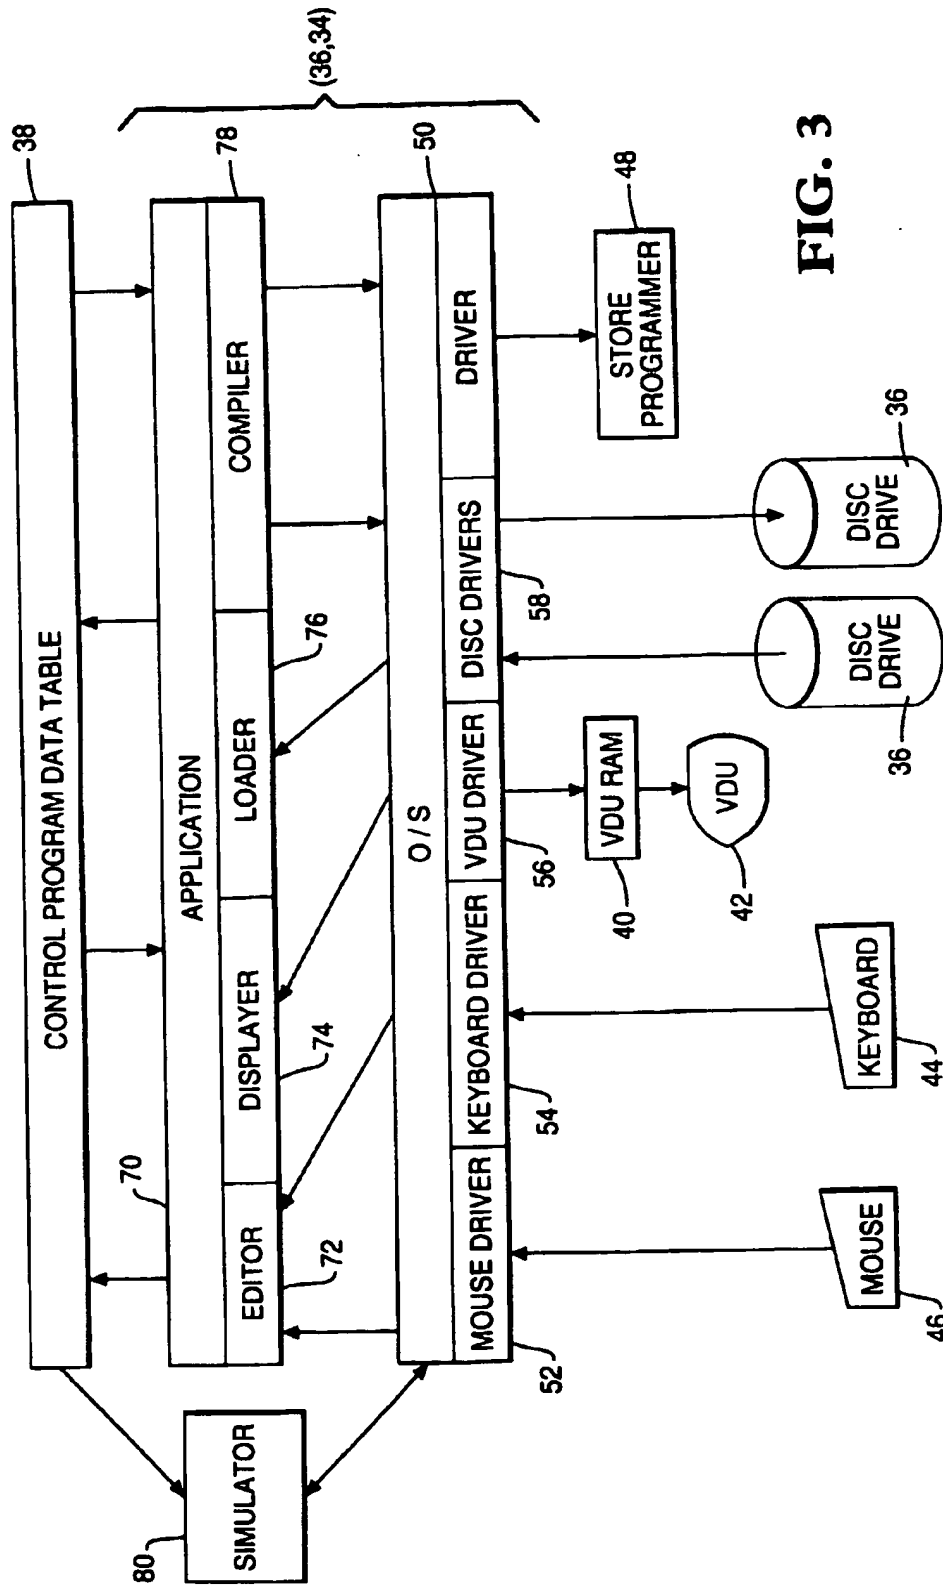 38
CONTROL PROGRAM DATA TABLE
70
78
APPLICATION
EDITOR
DISPLAYER
LOADER
COMPILER
72
74
76
(36,34)
80
SIMULATOR
50
O / S
MOUSE DRIVER
KEYBOARD DRIVER
VDU DRIVER
DISC DRIVERS
DRIVER
52
54
56
58
48
STORE
PROGRAMMER
40
VDU RAM
42
VDU
46
MOUSE
44
KEYBOARD
36
DISC
DRIVE
DISC
DRIVE
36
FIG. 3